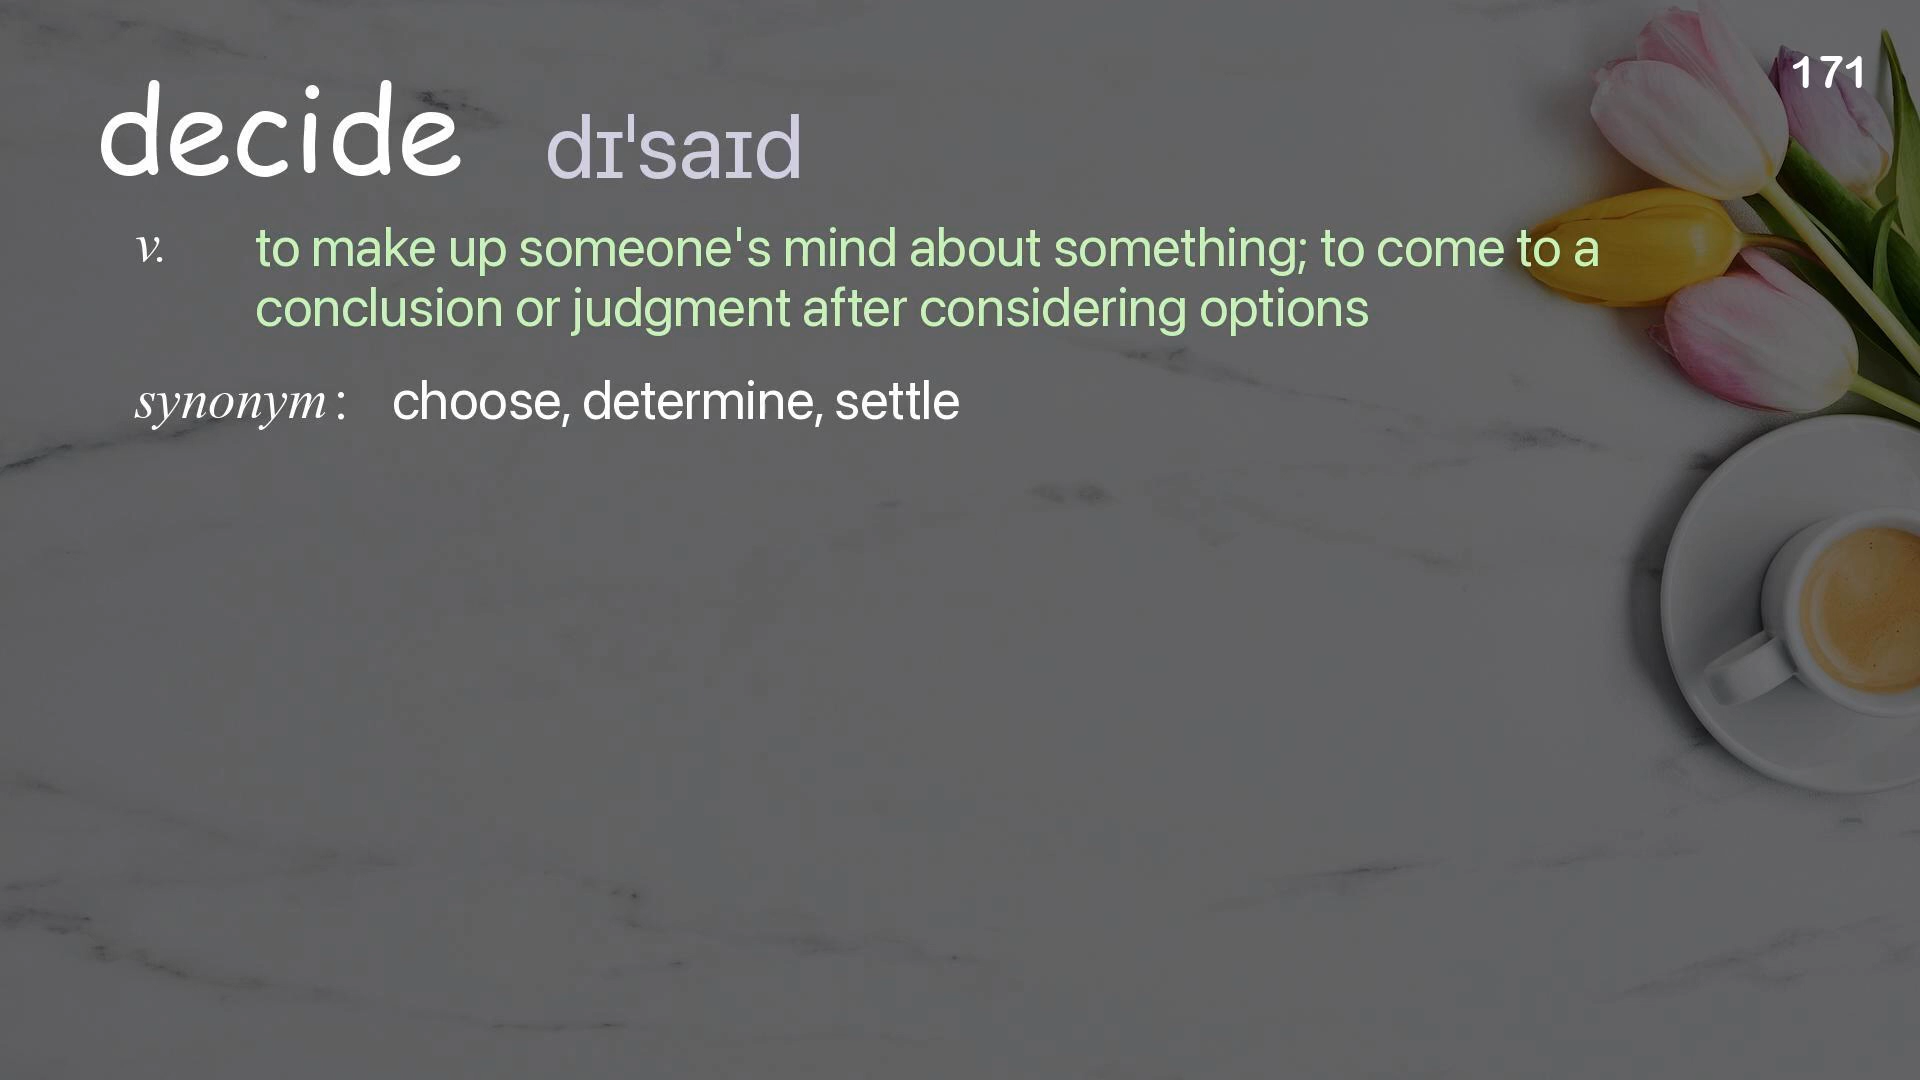 171
decide dɪˈsaɪd
v. to make up someone's mind about something; to come to a
conclusion or judgment after considering options
synonym: choose, determine, settle